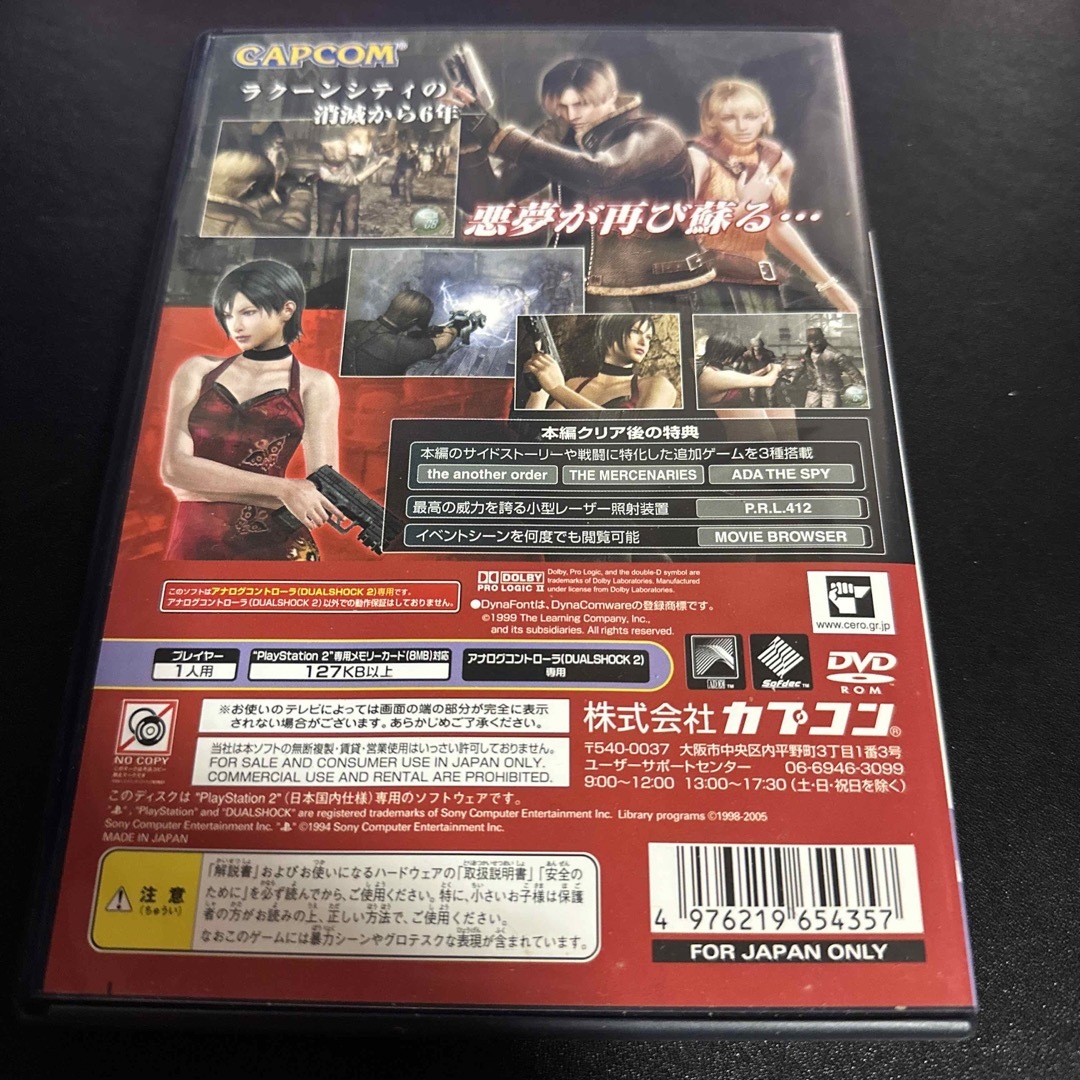 CAPCOM®
ラクーンシティの
消滅から6年
悪夢が再び蘇る…
本編クリア後の特典
本編のサイドストーリーや戦闘に特化した追加ゲームを3種搭載
the another order THE MERCENARIES ADA THE SPY
最高の威力を誇る小型レーザー照射装置 P.R.L.412
イベントシーンを何度でも閲覧可能 MOVIE BROWSER
このソフトはアナログコントローラ(DUALSHOCK 2)専用です。
アナログコントローラ(DUALSHOCK 2)以外での動作保証はしておりません。
DOLBY
PRO LOGIC II
Dolby, Pro Logic, and the double-D symbol are
trademarks of Dolby Laboratories. Manufactured
under license from Dolby Laboratories.
●DynaFontは、DynaComwareの登録商標です。
©1999 The Learning Company, Inc.,
and its subsidiaries. All rights reserved.
www.cero.gr.jp
プレイヤー
1人用
"PlayStation 2"専用メモリーカード(8MB)対応
127KB以上
アナログコントローラ(DUALSHOCK 2)
専用
ADX™
Sofdec™
DVD
ROM
NO COPY
※お使いのテレビによっては画面の端の部分が完全に表示
されない場合がございます。あらかじめご了承ください。
当社は本ソフトの無断複製・賃貸・営業使用はいっさい許可しておりません。
FOR SALE AND CONSUMER USE IN JAPAN ONLY.
COMMERCIAL USE AND RENTAL ARE PROHIBITED.
株式会社カプコン®
〒540-0037 大阪市中央区内平野町3丁目1番3号
ユーザーサポートセンター 06-6946-3099
9:00〜12:00 13:00〜17:30 (土・日・祝日を除く)
このディスクは "PlayStation 2" (日本国内仕様)専用のソフトウェアです。
" ", "PlayStation" and "DUALSHOCK" are registered trademarks of Sony Computer Entertainment Inc. Library programs ©1998-2005
Sony Computer Entertainment Inc. " " ©1994 Sony Computer Entertainment Inc.
MADE IN JAPAN
注意
(ちゅうい)
「解説書」およびお使いになるハードウェアの「取扱説明書」「安全の
ために」を必ず読んでから、ご使用ください。特に、小さいお子様は保護
者の方がお読みの上、正しい方法で、ご使用ください。
なおこのゲームには暴力シーンやグロテスクな表現が含まれています。
4 976219 654357
FOR JAPAN ONLY